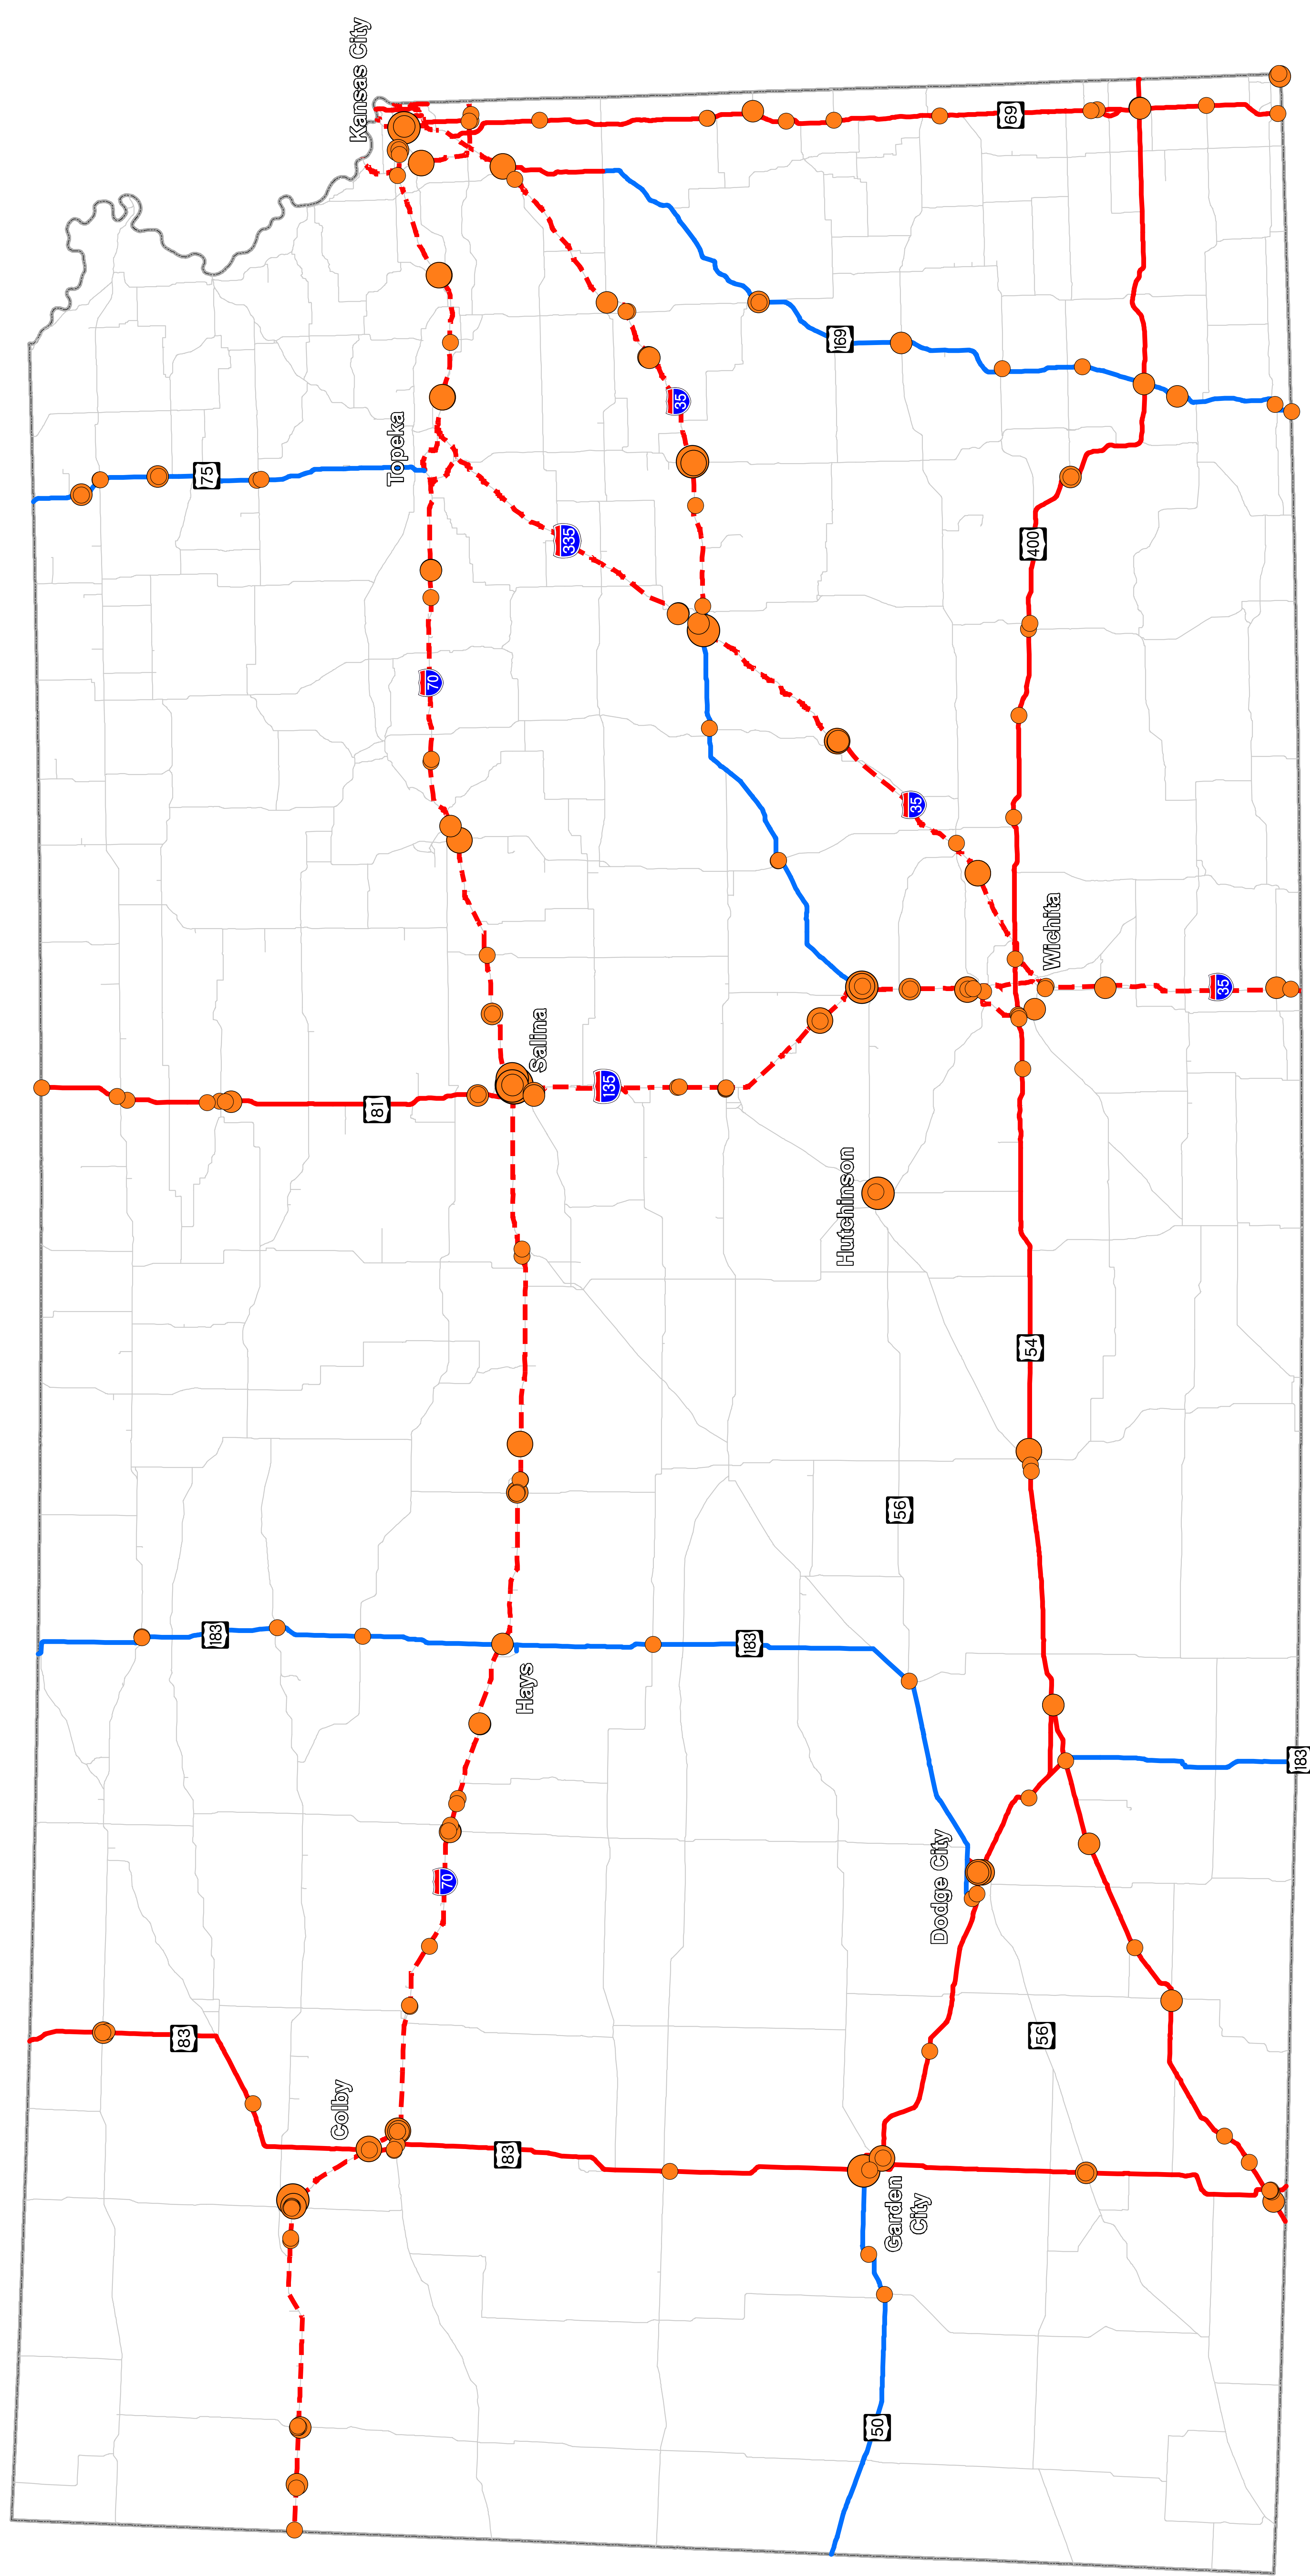 83
183
75
Colby
Kansas City
81
Topeka
70
70
83
Hays
Salina
335
135
35
183
169
Hutchinson
50
Garden
City
56
35
Dodge City
69
54
400
56
Wichita
35
183